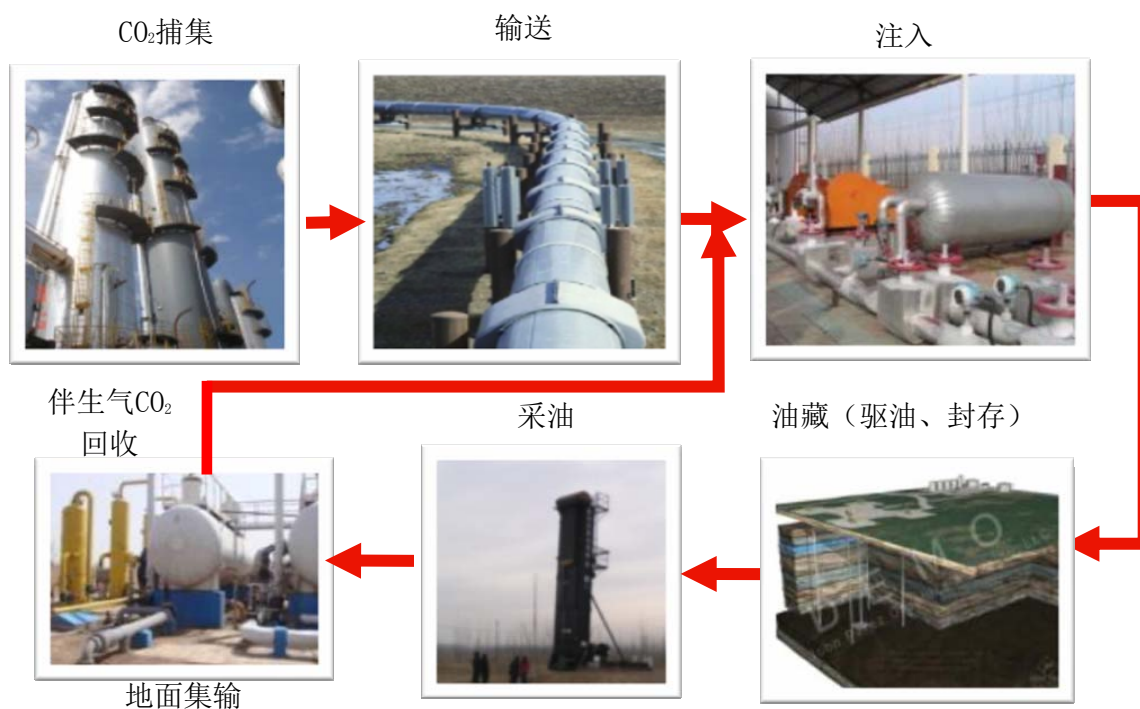 CO₂捕集
输送
注入
伴生气CO₂
回收
采油
油藏（驱油、封存）
地面集输